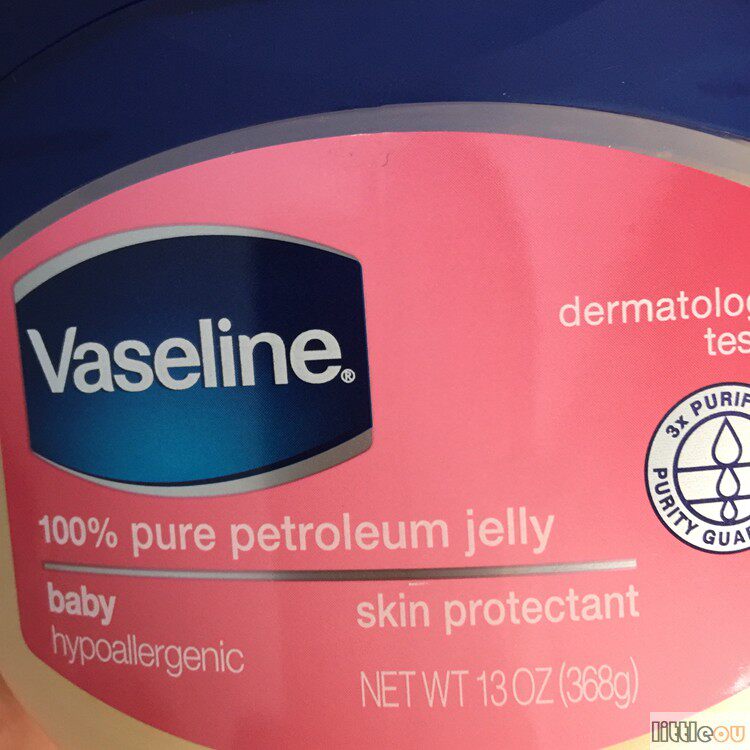 Vaseline®
dermatolog
tes
3x PURIF
PURITY GUAR
100% pure petroleum jelly
baby
skin protectant
hypoallergenic
NET WT 13 OZ (368g)
littleou